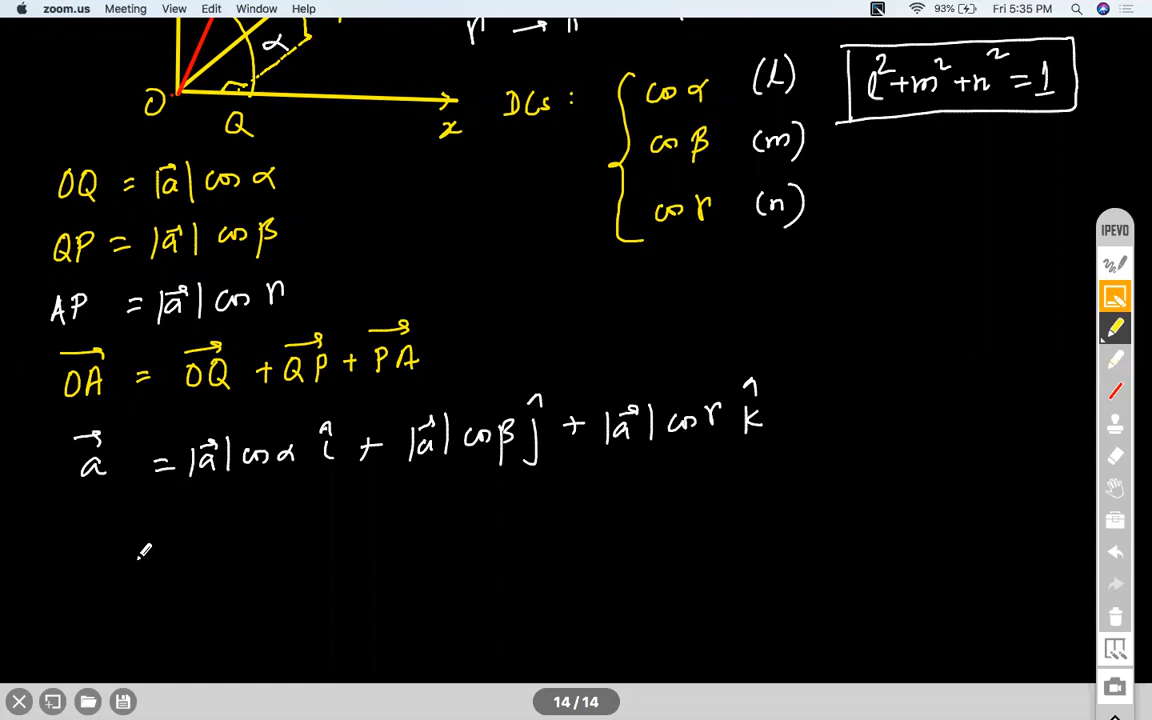 zoom.us Meeting View Edit Window Help 93% Fri 5:35 PM
α
O Q x
DCs : { cos α (l)
cos β (m)
cos γ (n)
l² + m² + n² = 1
OQ = |a⃗| cos α
QP = |a⃗| cos β
AP = |a⃗| cos γ
OA⃗ = OQ⃗ + QP⃗ + PA⃗
a⃗ = |a⃗| cos α î + |a⃗| cos β ĵ + |a⃗| cos γ k̂
IPEVO
14 / 14